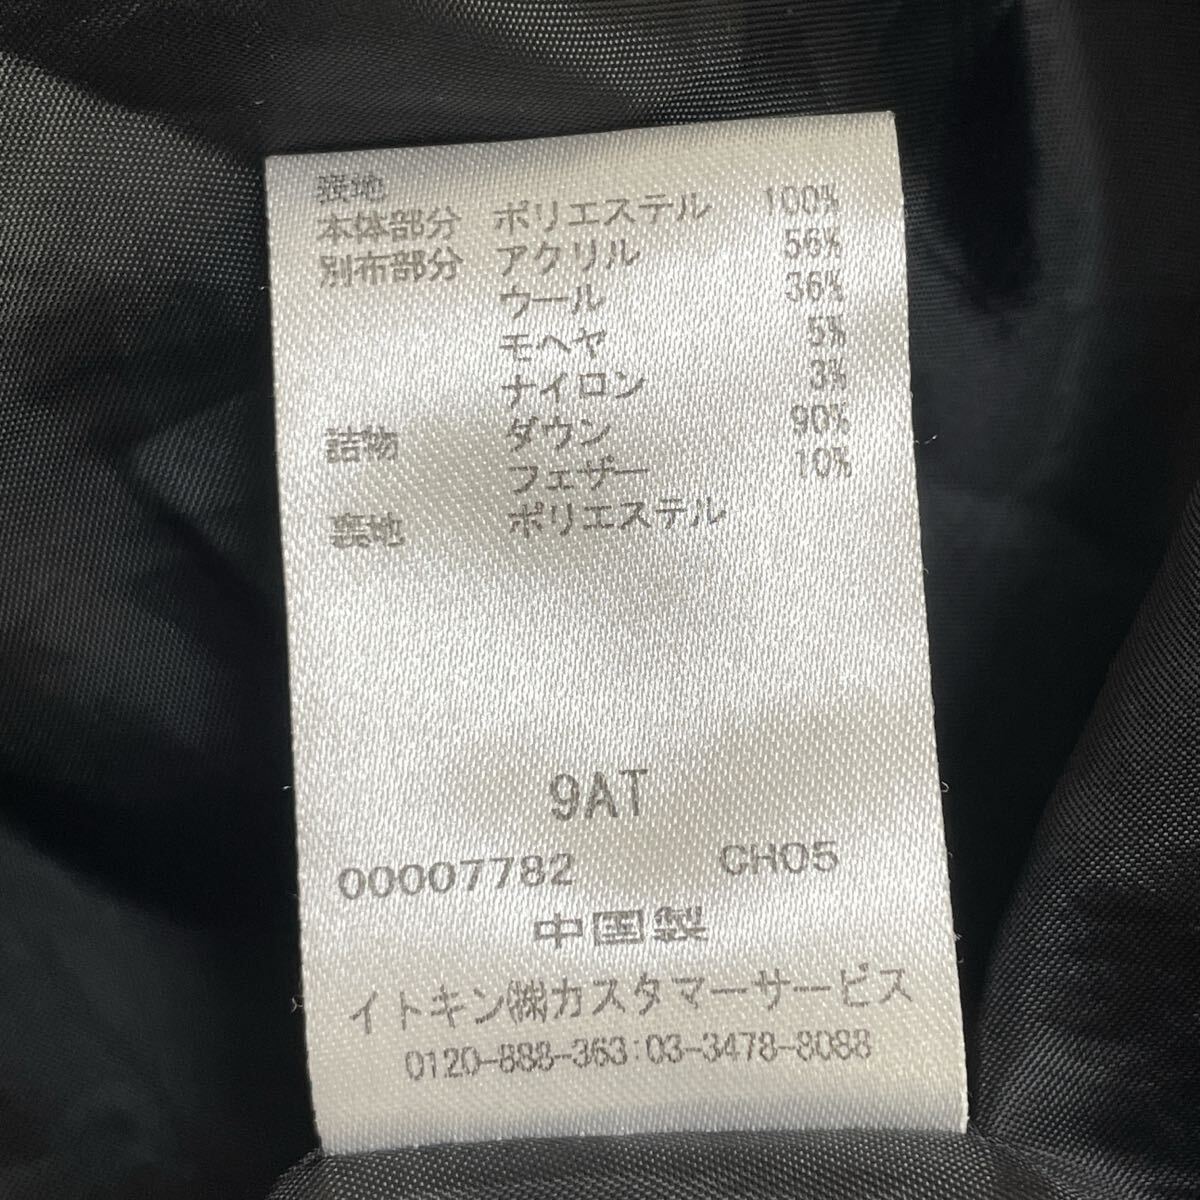 表地
本体部分 ポリエステル 100%
別布部分 アクリル 56%
ウール 36%
モヘヤ 5%
ナイロン 3%
詰物 ダウン 90%
フェザー 10%
裏地 ポリエステル
9AT
00007782 CH05
中国製
イトキン㈱カスタマーサービス
0120-888-363:03-3478-8088